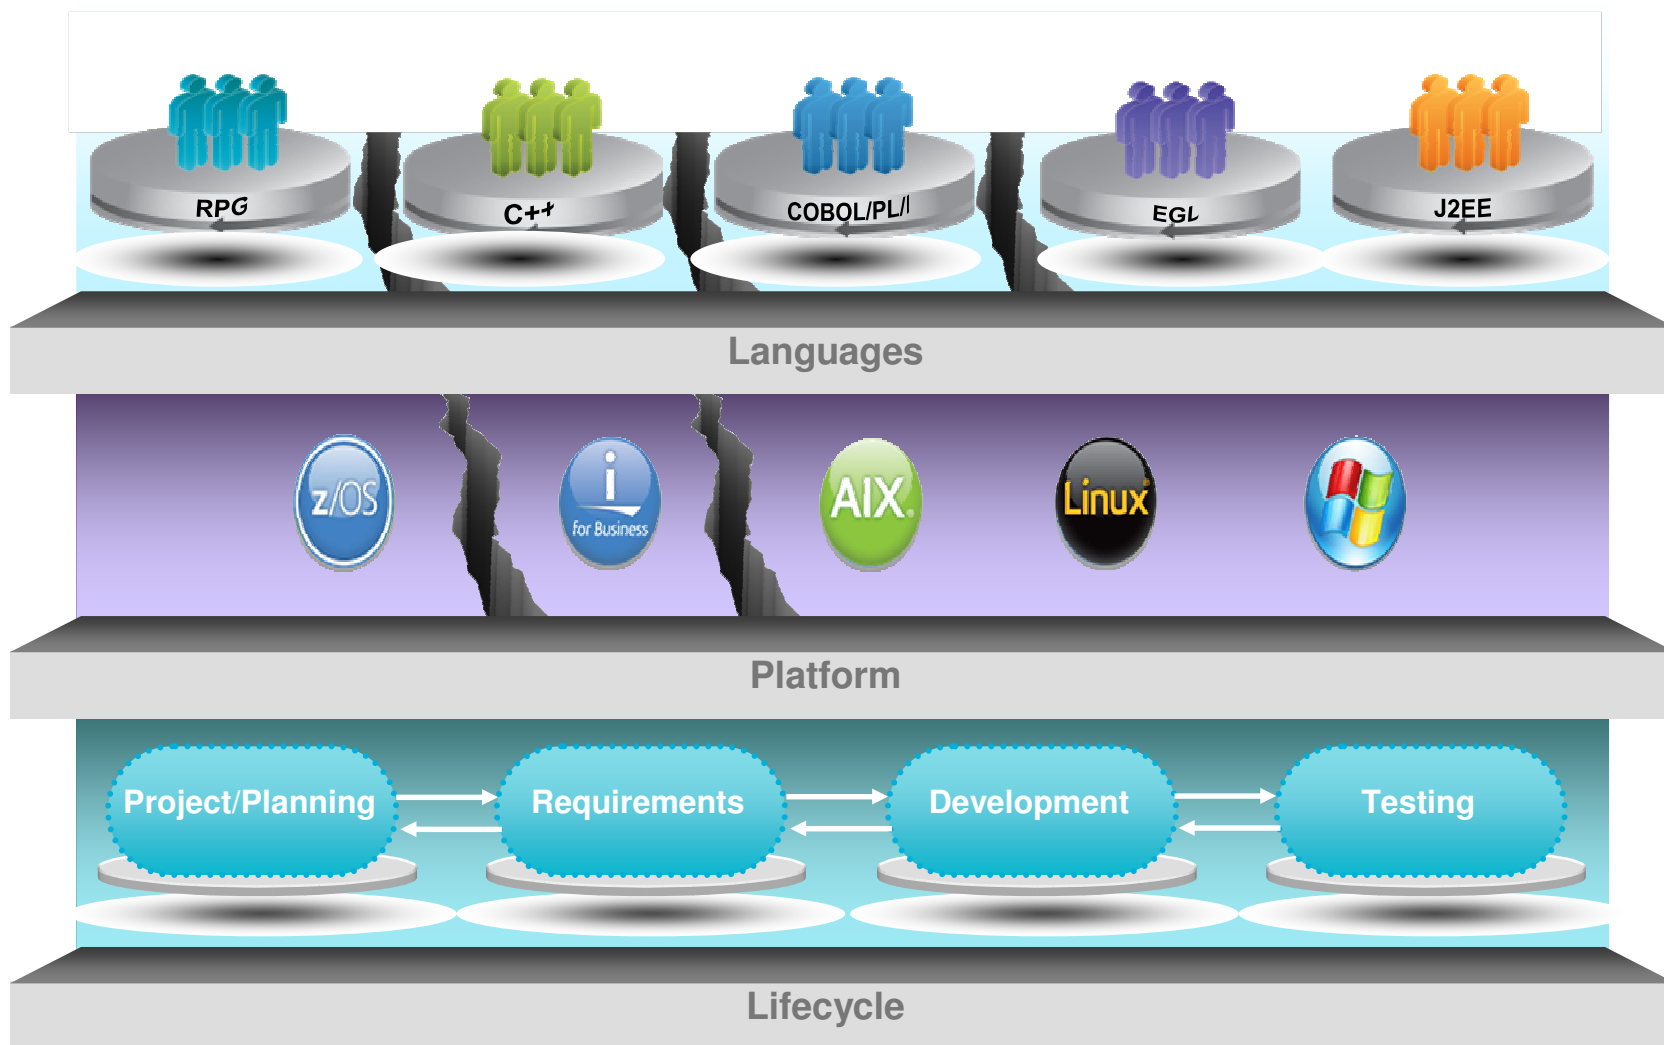 RPG
C++
COBOL/PL/I
EGL
J2EE
Languages
z/OS
i
for Business
AIX
Linux
Platform
Project/Planning
Requirements
Development
Testing
Lifecycle